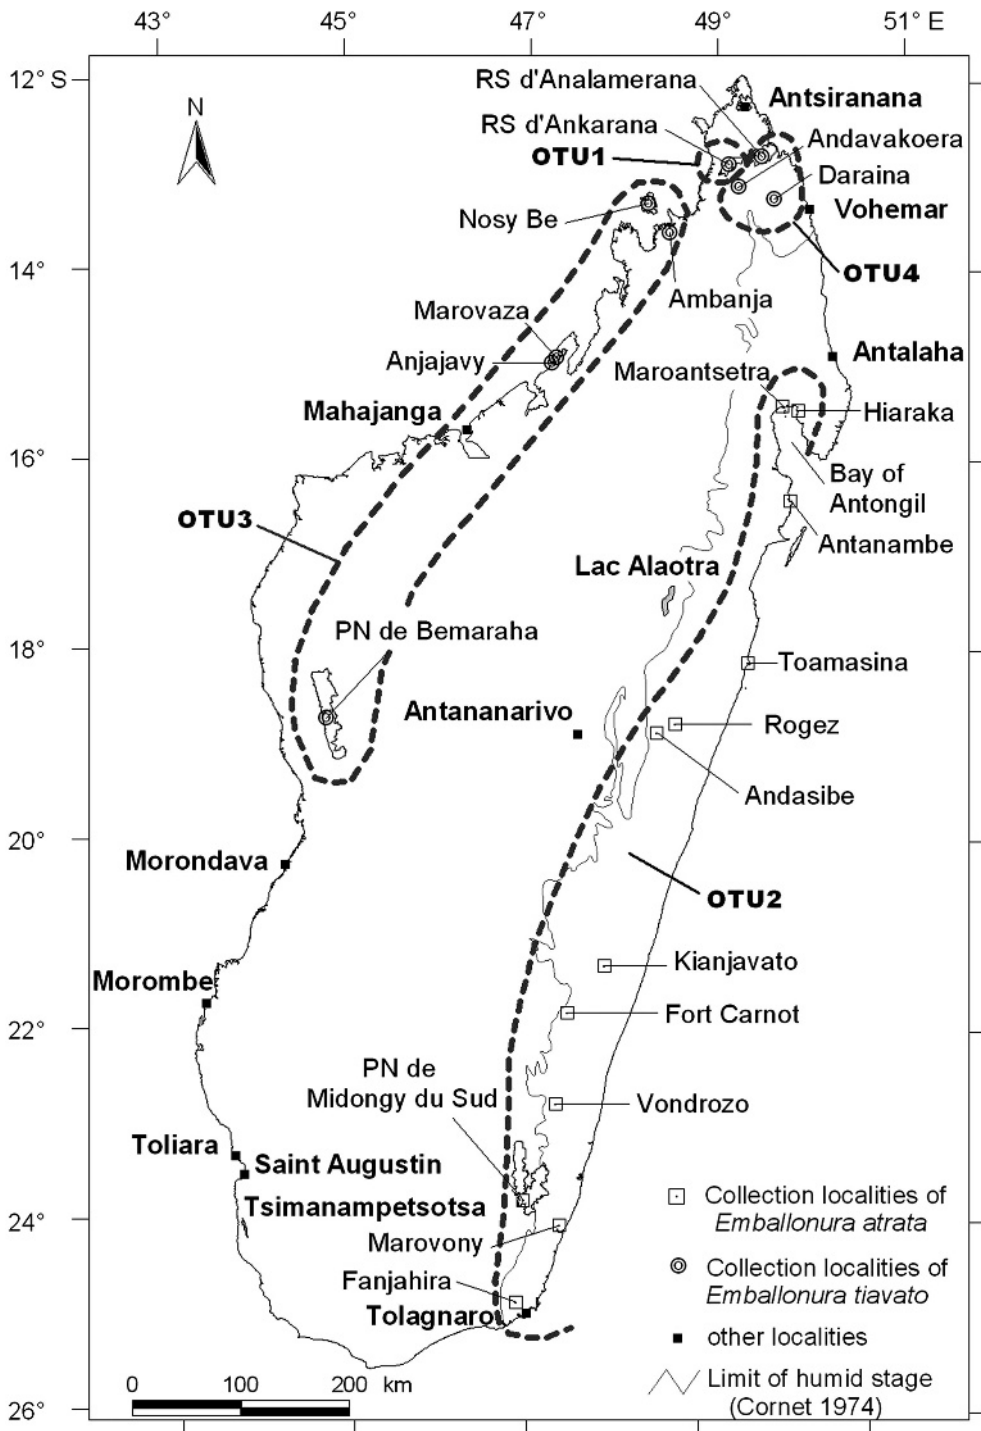 43°
45°
47°
49°
51° E
12° S
14°
16°
18°
20°
22°
24°
26°
N
RS d'Analamerana
Antsiranana
RS d'Ankarana
Andavakoera
OTU1
Daraina
Nosy Be
Vohemar
OTU4
Ambanja
Marovaza
Anjajavy
Antalaha
Maroantsetra
Mahajanga
Hiaraka
Bay of
Antongil
OTU3
Antanambe
Lac Alaotra
PN de Bemaraha
Toamasina
Antananarivo
Rogez
Andasibe
Morondava
OTU2
Kianjavato
Morombe
Fort Carnot
PN de
Midongy du Sud
Vondrozo
Toliara
Saint Augustin
Tsimanampetsotsa
Marovony
Fanjahira
Tolagnaro
Collection localities of
Emballonura atrata
Collection localities of
Emballonura tiavato
other localities
Limit of humid stage
(Cornet 1974)
0 100 200 km